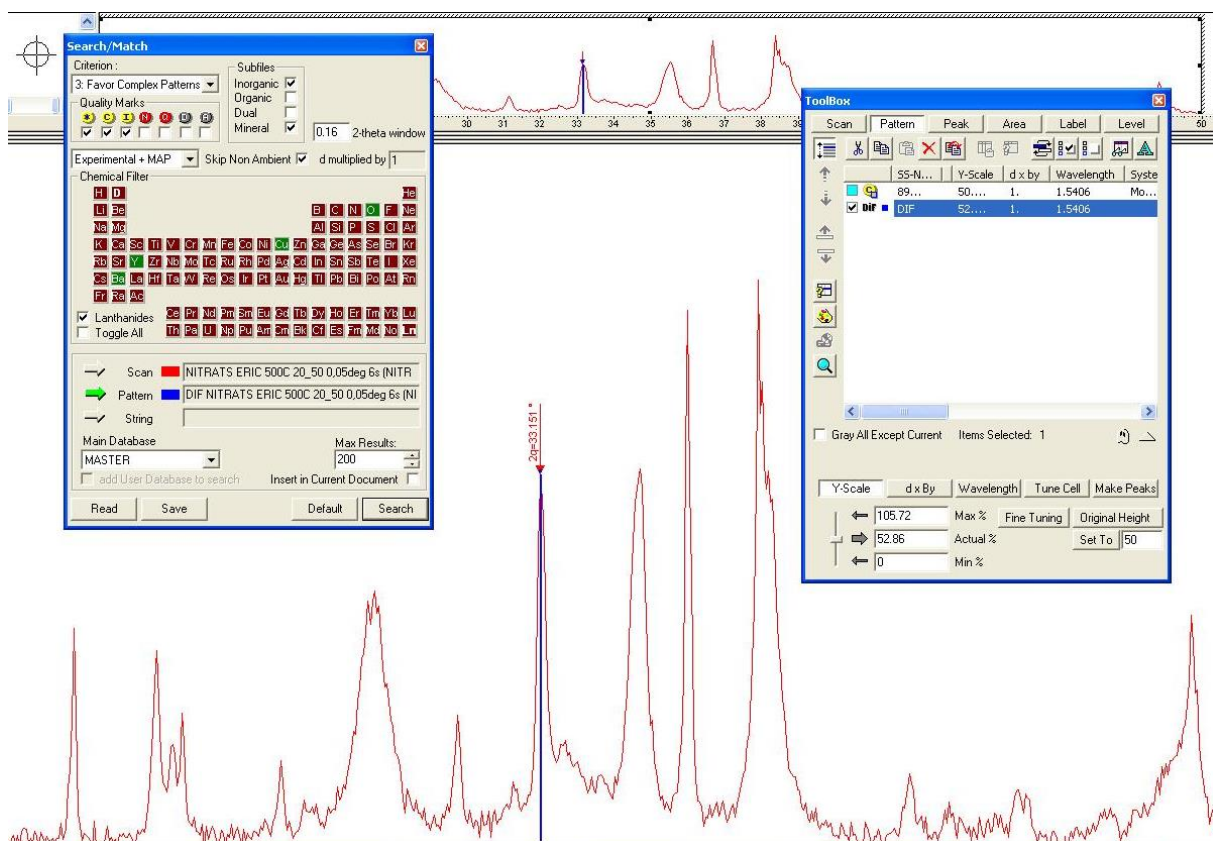 Search/Match
Criterion :
3: Favor Complex Patterns
Subfiles
Inorganic
Organic
Dual
Mineral
Quality Marks
0.16 2-theta window
Experimental + MAP Skip Non Ambient d multiplied by 1
Chemical Filter
H D He
Li Be B C N O F Ne
Na Mg Al Si P S Cl Ar
K Ca Sc Ti V Cr Mn Fe Co Ni Cu Zn Ga Ge As Se Br Kr
Rb Sr Y Zr Nb Mo Tc Ru Rh Pd Ag Cd In Sn Sb Te I Xe
Cs Ba La Hf Ta W Re Os Ir Pt Au Hg Tl Pb Bi Po At Rn
Fr Ra Ac
Lanthanides Ce Pr Nd Pm Sm Eu Gd Tb Dy Ho Er Tm Yb Lu
Toggle All Th Pa U Np Pu Am Cm Bk Cf Es Fm Md No Ln
Scan NITRATS ERIC 500C 20_50 0,05deg 6s (NITR
Pattern DIF NITRATS ERIC 500C 20_50 0,05deg 6s (NI
String
Main Database
MASTER
Max Results:
200
add User Database to search Insert in Current Document
Read Save Default Search
30 31 32 33 34 35 36 37 38 39 50
2q=33.151 °
ToolBox
Scan Pattern Peak Area Label Level
SS-N... Y-Scale d x by Wavelength Syste
89... 50.... 1. 1.5406 Mo...
DIF DIF 52.... 1. 1.5406
Gray All Except Current Items Selected: 1
Y-Scale d x By Wavelength Tune Cell Make Peaks
105.72 Max % Fine Tuning Original Height
52.86 Actual % Set To 50
0 Min %